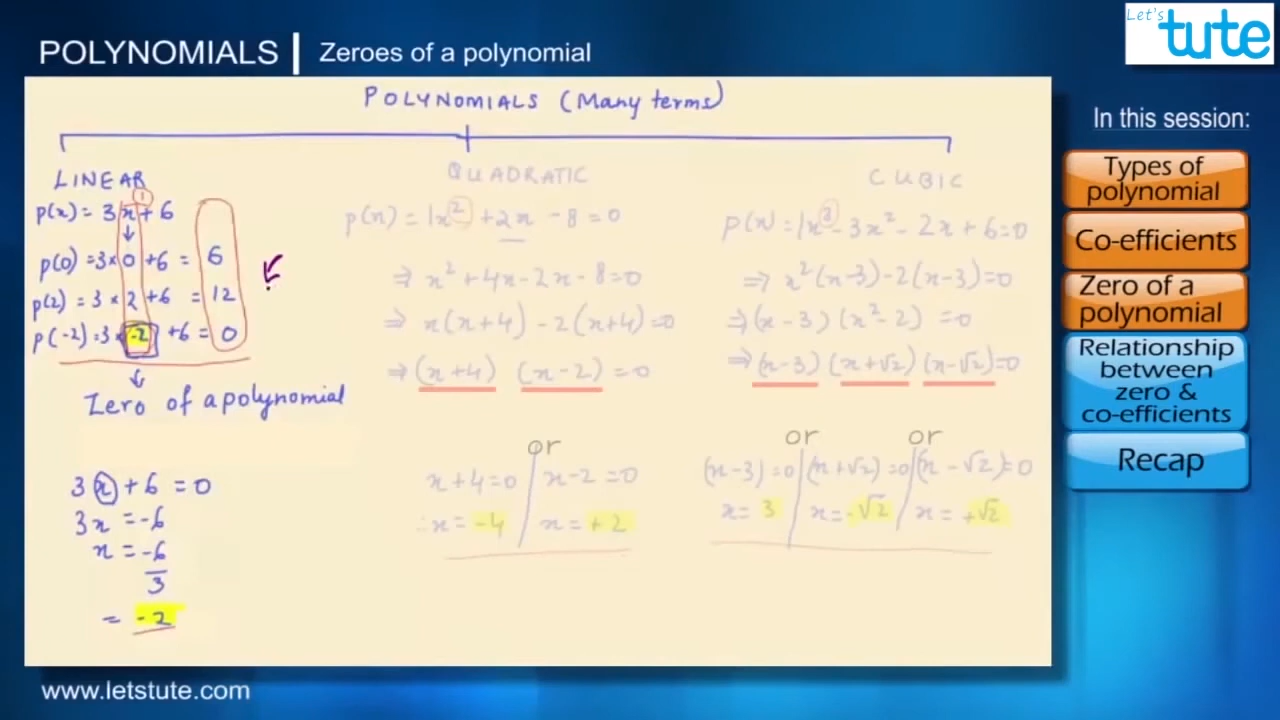 POLYNOMIALS | Zeroes of a polynomial
Let's
tute
POLYNOMIALS (Many terms)
LINEAR
p(x) = 3x¹ + 6
p(0) = 3 × 0 + 6 = 6
p(2) = 3 × 2 + 6 = 12
p(-2) = 3 × -2 + 6 = 0
Zero of a polynomial
3x + 6 = 0
3x = -6
x = -6/3
= -2
QUADRATIC
p(x) = 1x² + 2x - 8 = 0
⇒ x² + 4x - 2x - 8 = 0
⇒ x(x+4) - 2(x+4) = 0
⇒ (x+4) (x-2) = 0
or
x + 4 = 0 | x - 2 = 0
∴ x = -4 | x = +2
CUBIC
p(x) = 1x³ - 3x² - 2x + 6 = 0
⇒ x²(x-3) - 2(x-3) = 0
⇒ (x-3) (x²-2) = 0
⇒ (x-3) (x+√2) (x-√2) = 0
or or
(x-3) = 0 | (x+√2) = 0 | (x-√2) = 0
x = 3 | x = -√2 | x = +√2
In this session:
Types of
polynomial
Co-efficients
Zero of a
polynomial
Relationship
between
zero &
co-efficients
Recap
www.letstute.com